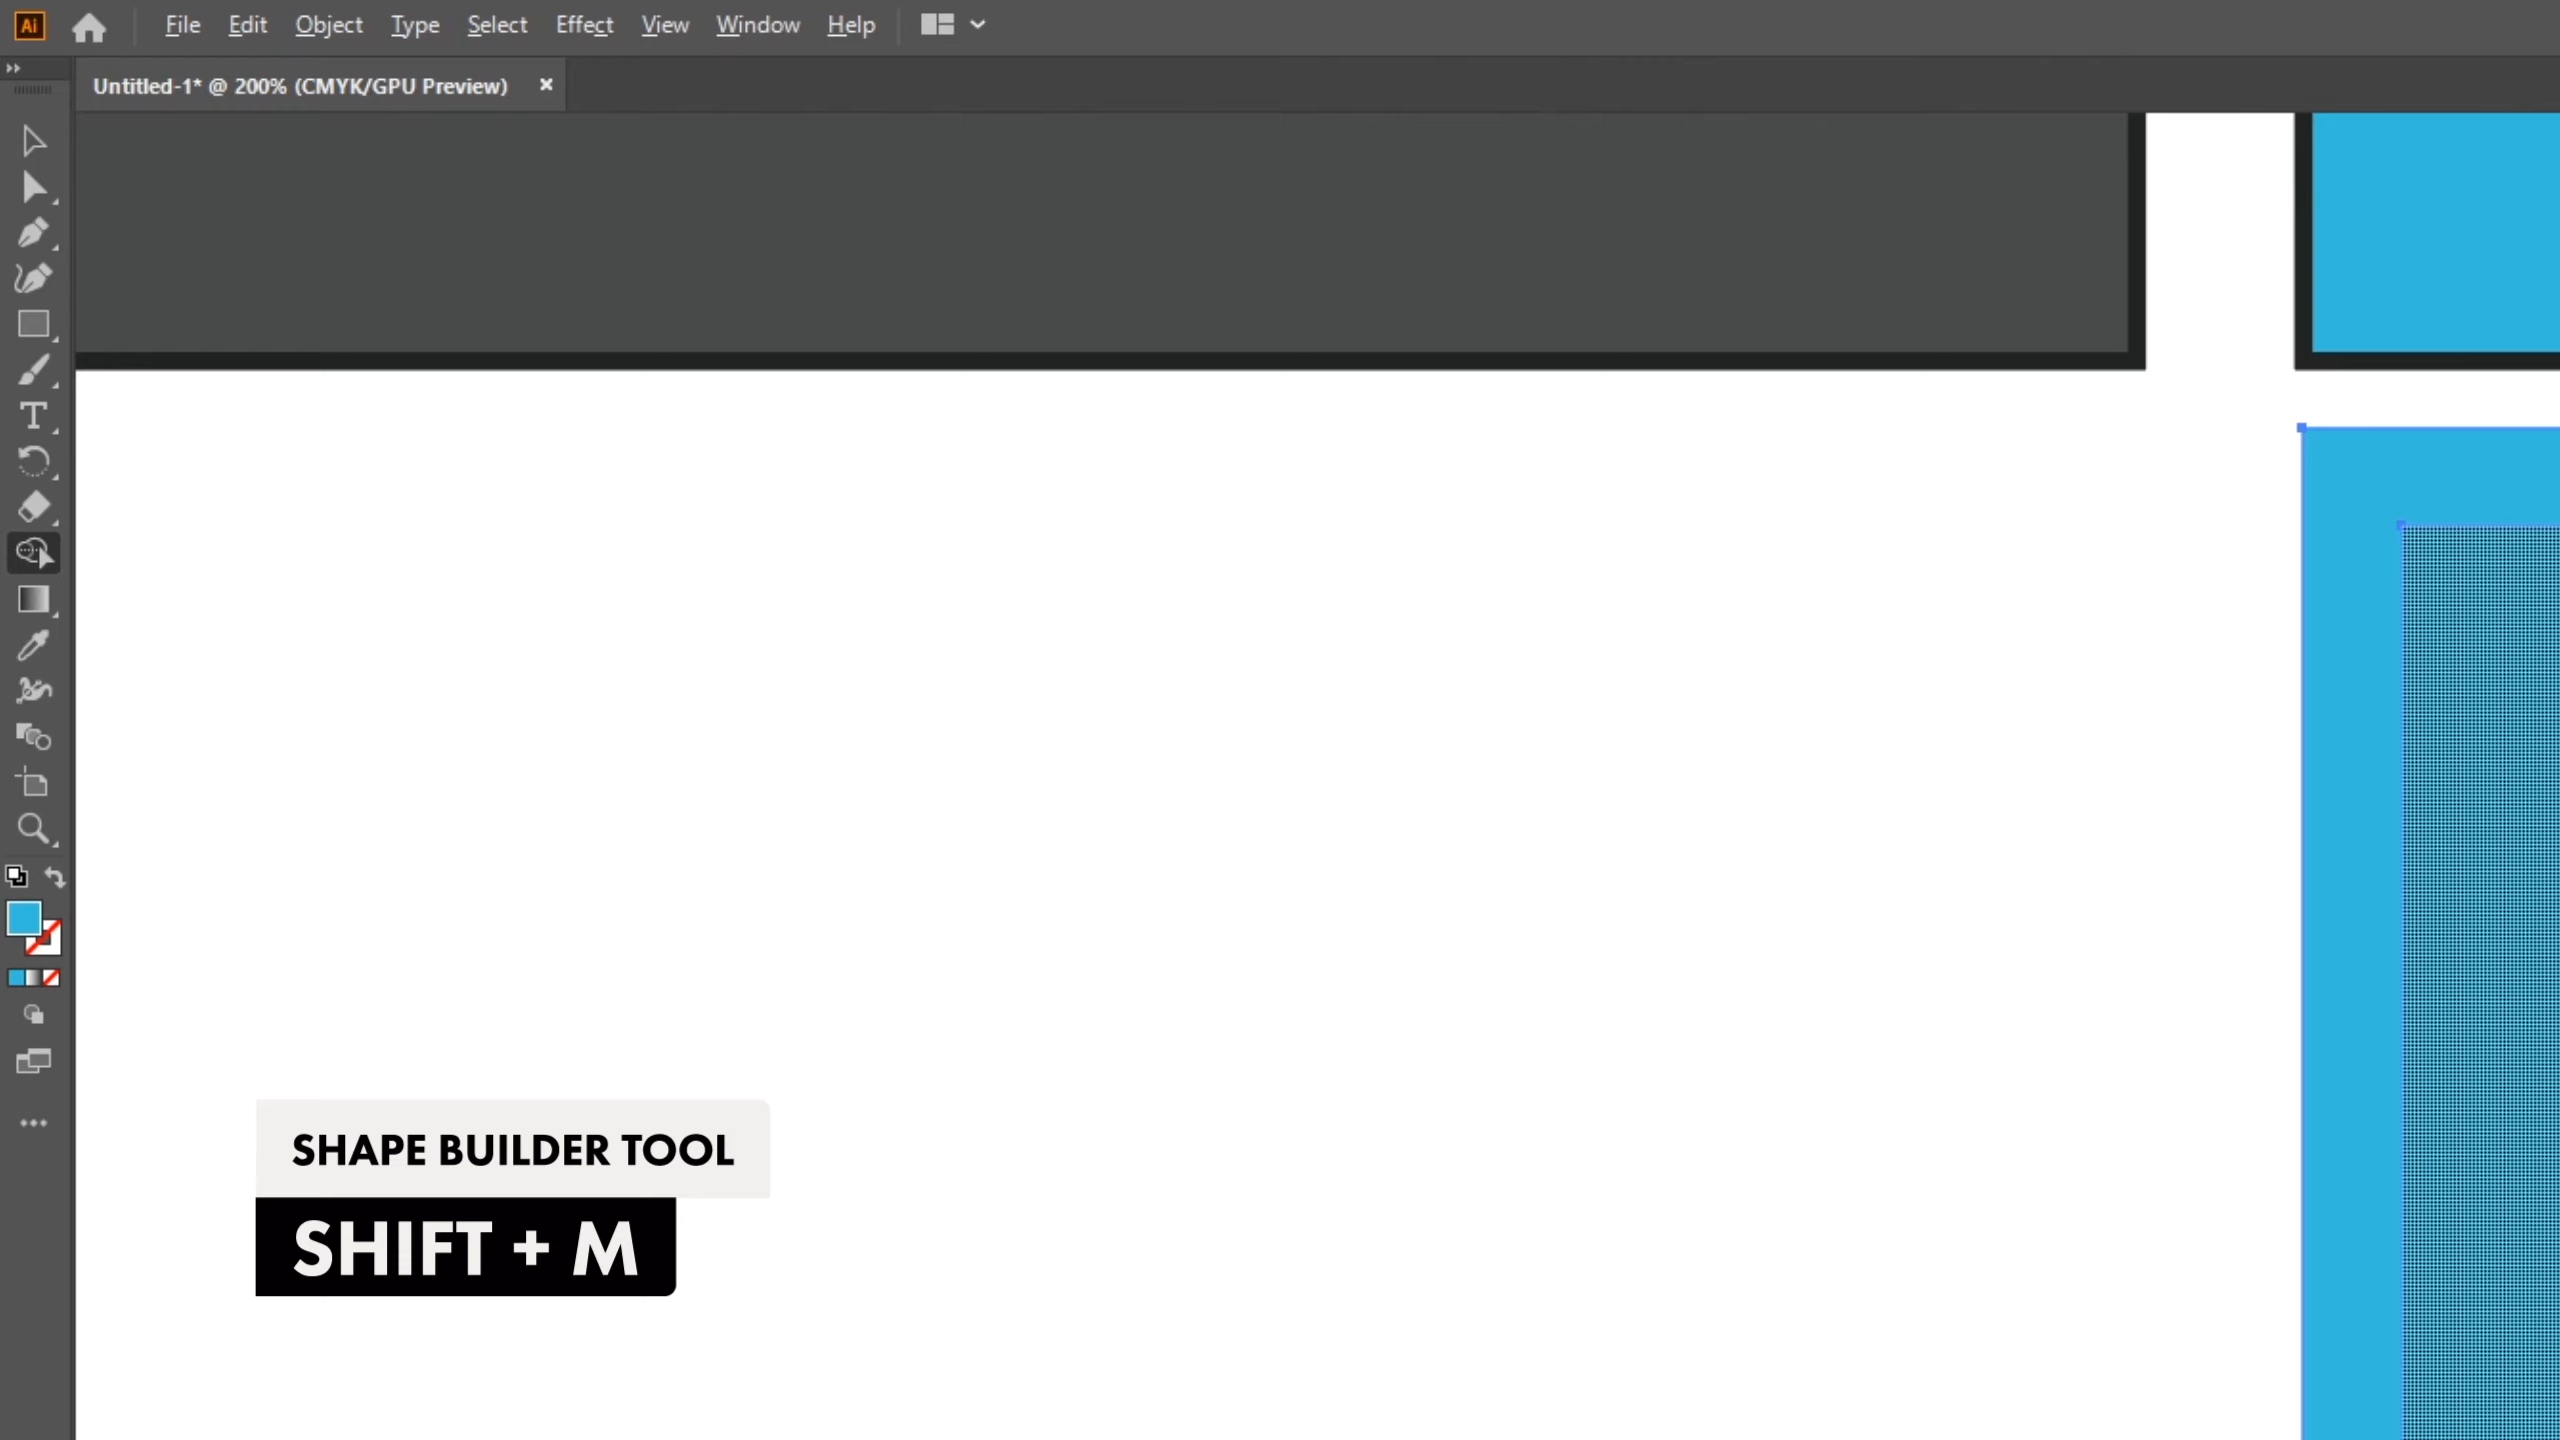 Ai File Edit Object Type Select Effect View Window Help
Untitled-1* @ 200% (CMYK/GPU Preview) ×
SHAPE BUILDER TOOL
SHIFT + M